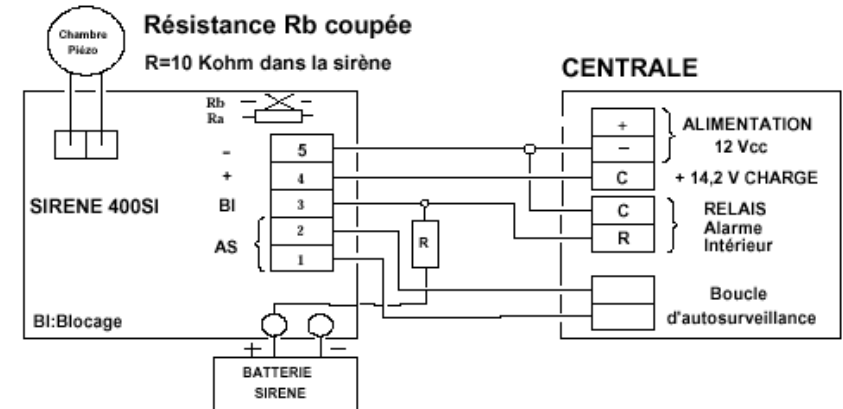 Résistance Rb coupée
R=10 Kohm dans la sirène
Chambre
Piézo
CENTRALE
Rb
Ra
- 5
+ 4
BI 3
AS 2
1
SIRENE 400SI
BI:Blocage
+ -
BATTERIE
SIRENE
R
+
-
ALIMENTATION
12 Vcc
C + 14,2 V CHARGE
C
R
RELAIS
Alarme
Intérieur
Boucle
d'autosurveillance